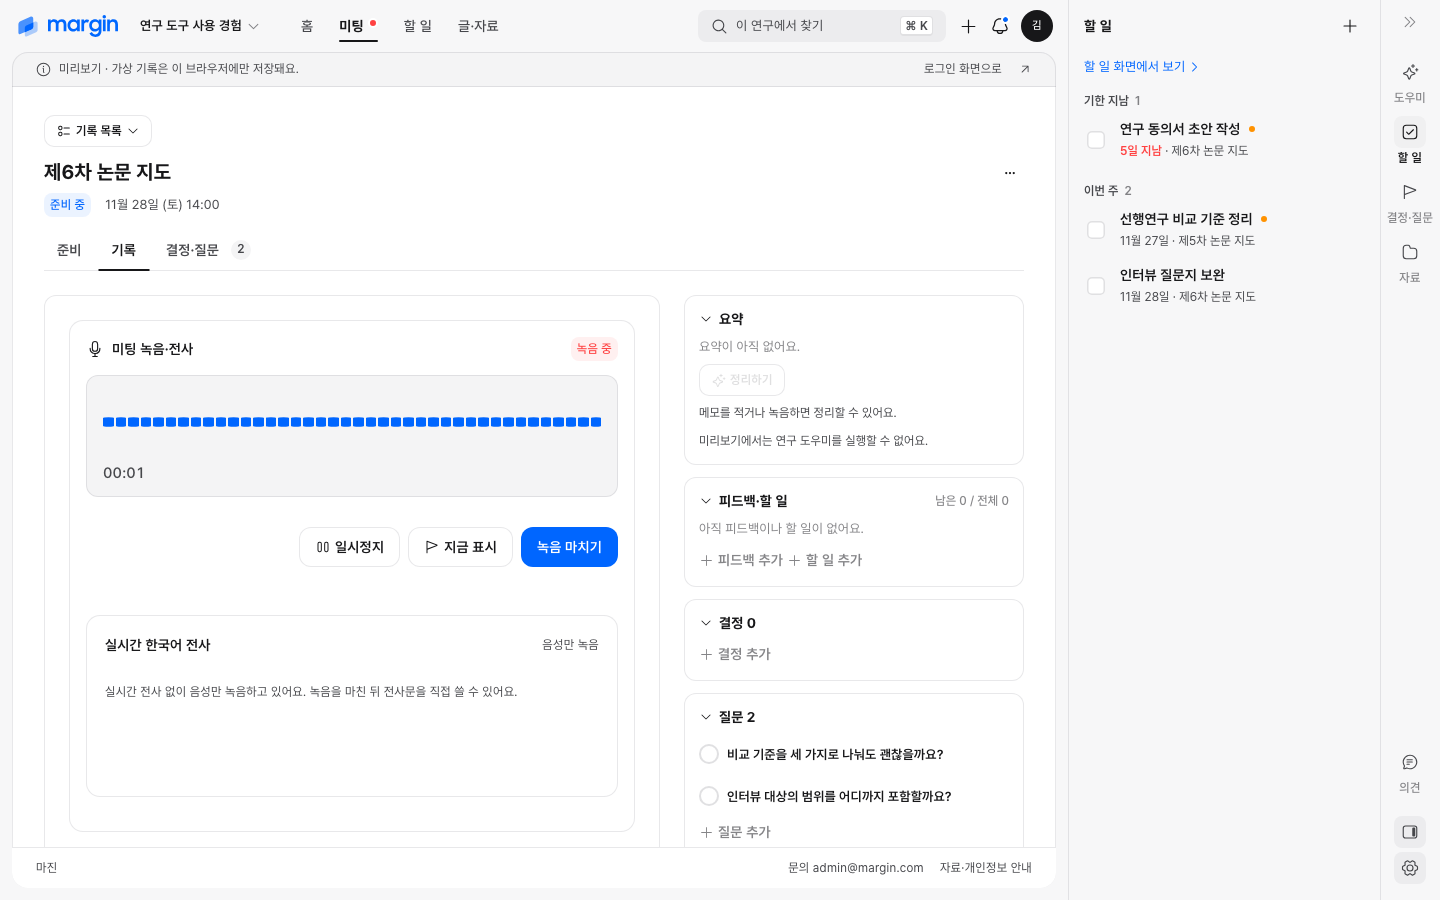 margin
연구 도구 사용 경험
홈
미팅
할 일
글·자료
이 연구에서 찾기
⌘ K
김
미리보기 · 가상 기록은 이 브라우저에만 저장돼요.
로그인 화면으로
기록 목록
제6차 논문 지도
준비 중
11월 28일 (토) 14:00
준비
기록
결정·질문 2
미팅 녹음·전사
녹음 중
00:01
일시정지
지금 표시
녹음 마치기
실시간 한국어 전사
음성만 녹음
실시간 전사 없이 음성만 녹음하고 있어요. 녹음을 마친 뒤 전사문을 직접 쓸 수 있어요.
요약
요약이 아직 없어요.
정리하기
메모를 적거나 녹음하면 정리할 수 있어요.
미리보기에서는 연구 도우미를 실행할 수 없어요.
피드백·할 일
남은 0 / 전체 0
아직 피드백이나 할 일이 없어요.
피드백 추가
할 일 추가
결정 0
결정 추가
질문 2
비교 기준을 세 가지로 나눠도 괜찮을까요?
인터뷰 대상의 범위를 어디까지 포함할까요?
질문 추가
마진
문의 admin@margin.com
자료·개인정보 안내
할 일
할 일 화면에서 보기
기한 지남 1
연구 동의서 초안 작성
5일 지남 · 제6차 논문 지도
이번 주 2
선행연구 비교 기준 정리
11월 27일 · 제5차 논문 지도
인터뷰 질문지 보완
11월 28일 · 제6차 논문 지도
도우미
할 일
결정·질문
자료
의견